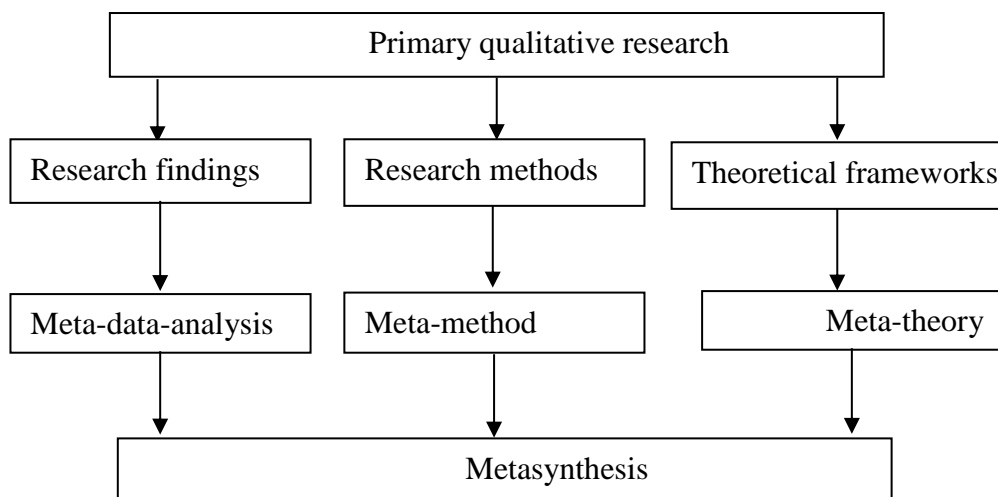 Primary qualitative research
Research findings
Research methods
Theoretical frameworks
Meta-data-analysis
Meta-method
Meta-theory
Metasynthesis